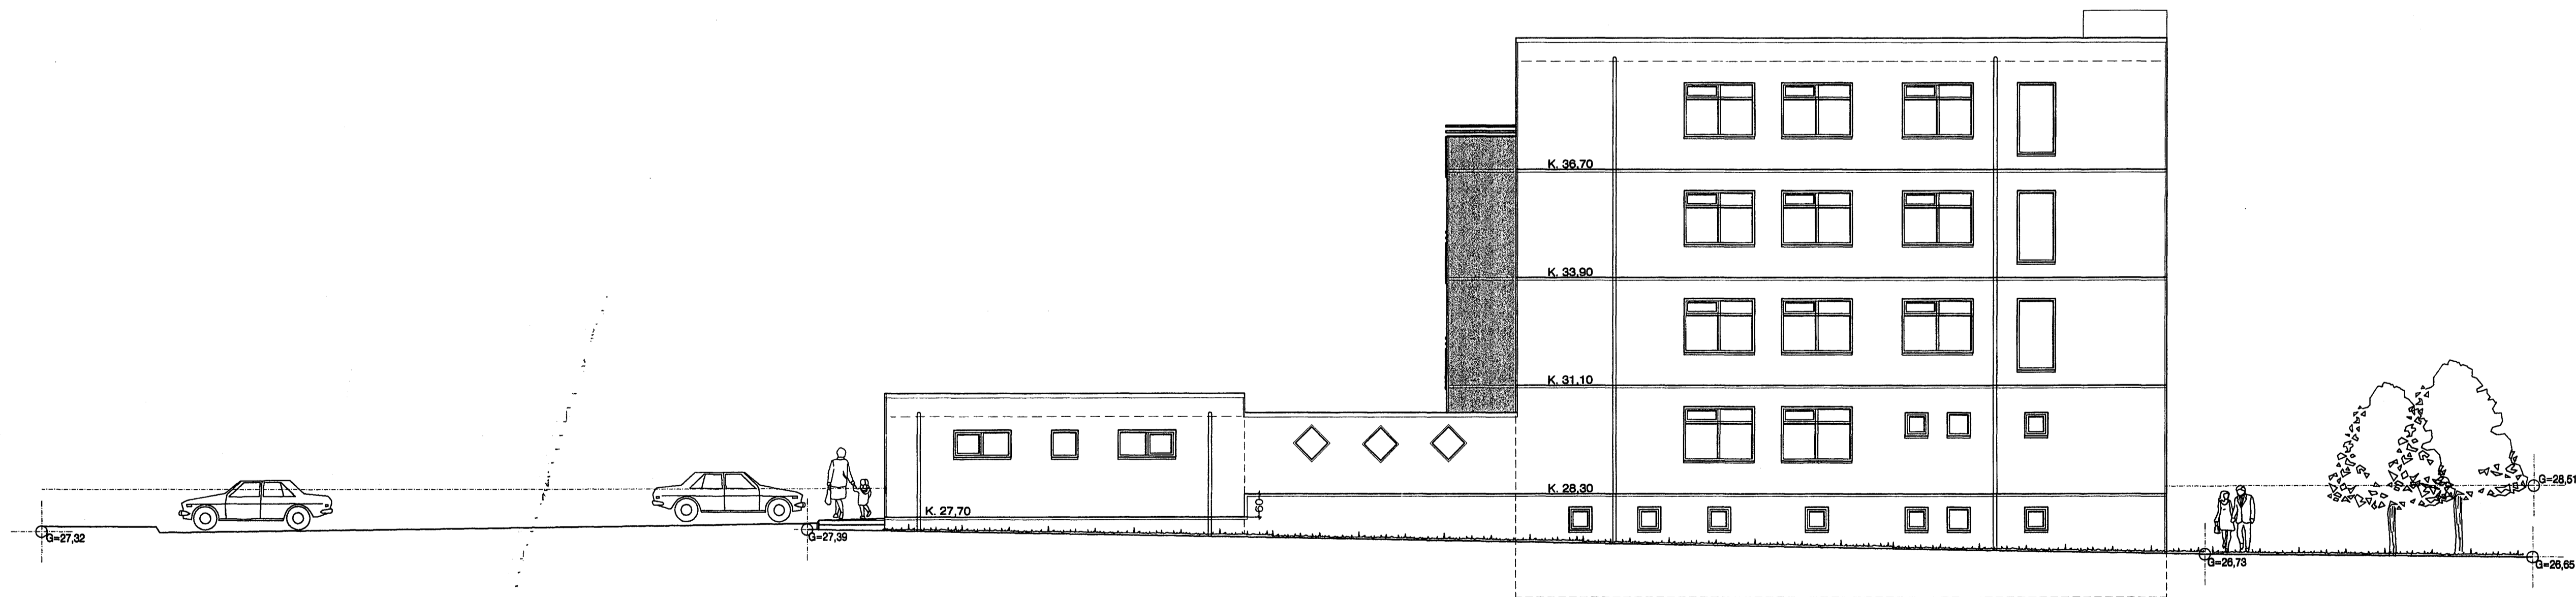 K. 36,70
K. 33,90
K. 31,10
G=28,51
K. 28,30
60
K. 27,70
G=27,32
G=27,39
G=26,73
G=26,65